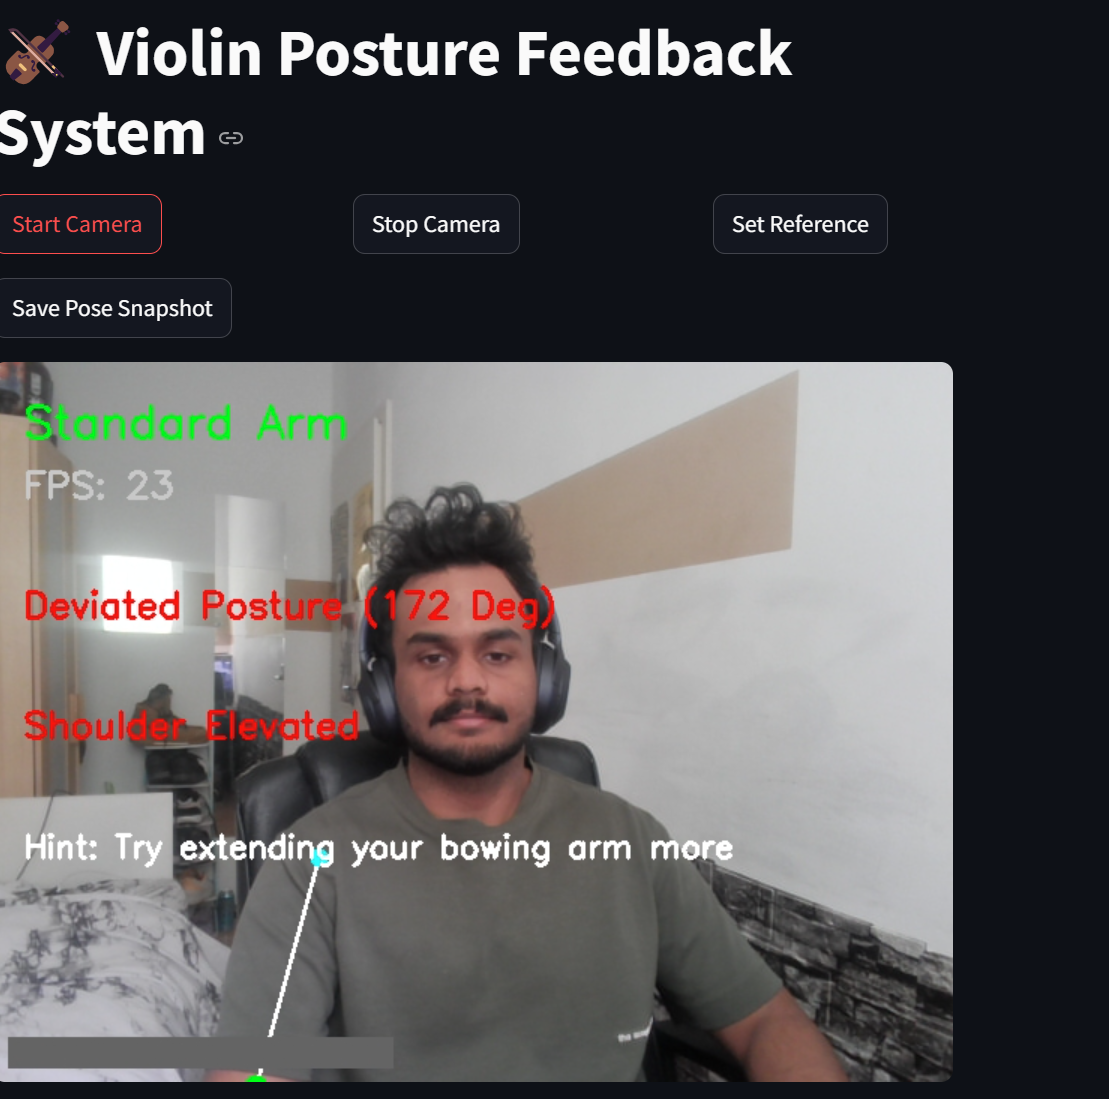 Violin Posture Feedback
System
Start Camera
Stop Camera
Set Reference
Save Pose Snapshot
Standard Arm
FPS: 23
Deviated Posture (172 Deg)
Shoulder Elevated
Hint: Try extending your bowing arm more